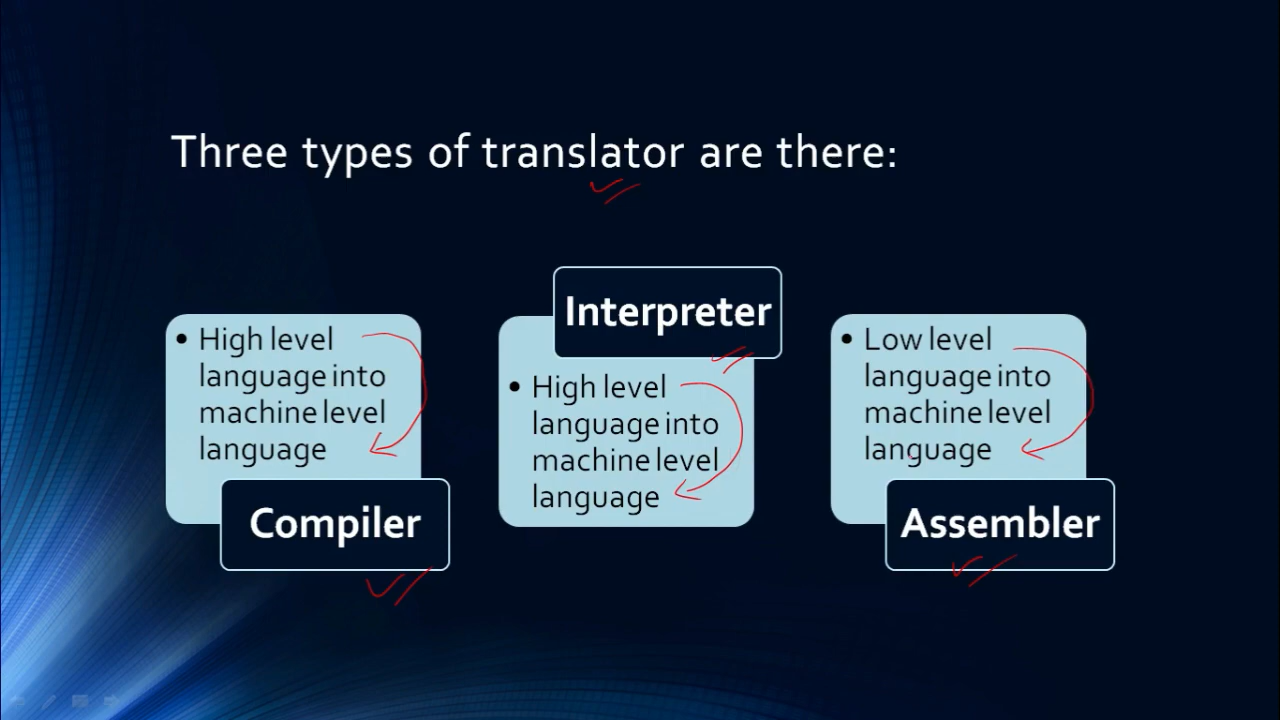 Three types of translator are there:
• High level
language into
machine level
language
Compiler
Interpreter
• High level
language into
machine level
language
• Low level
language into
machine level
language
Assembler